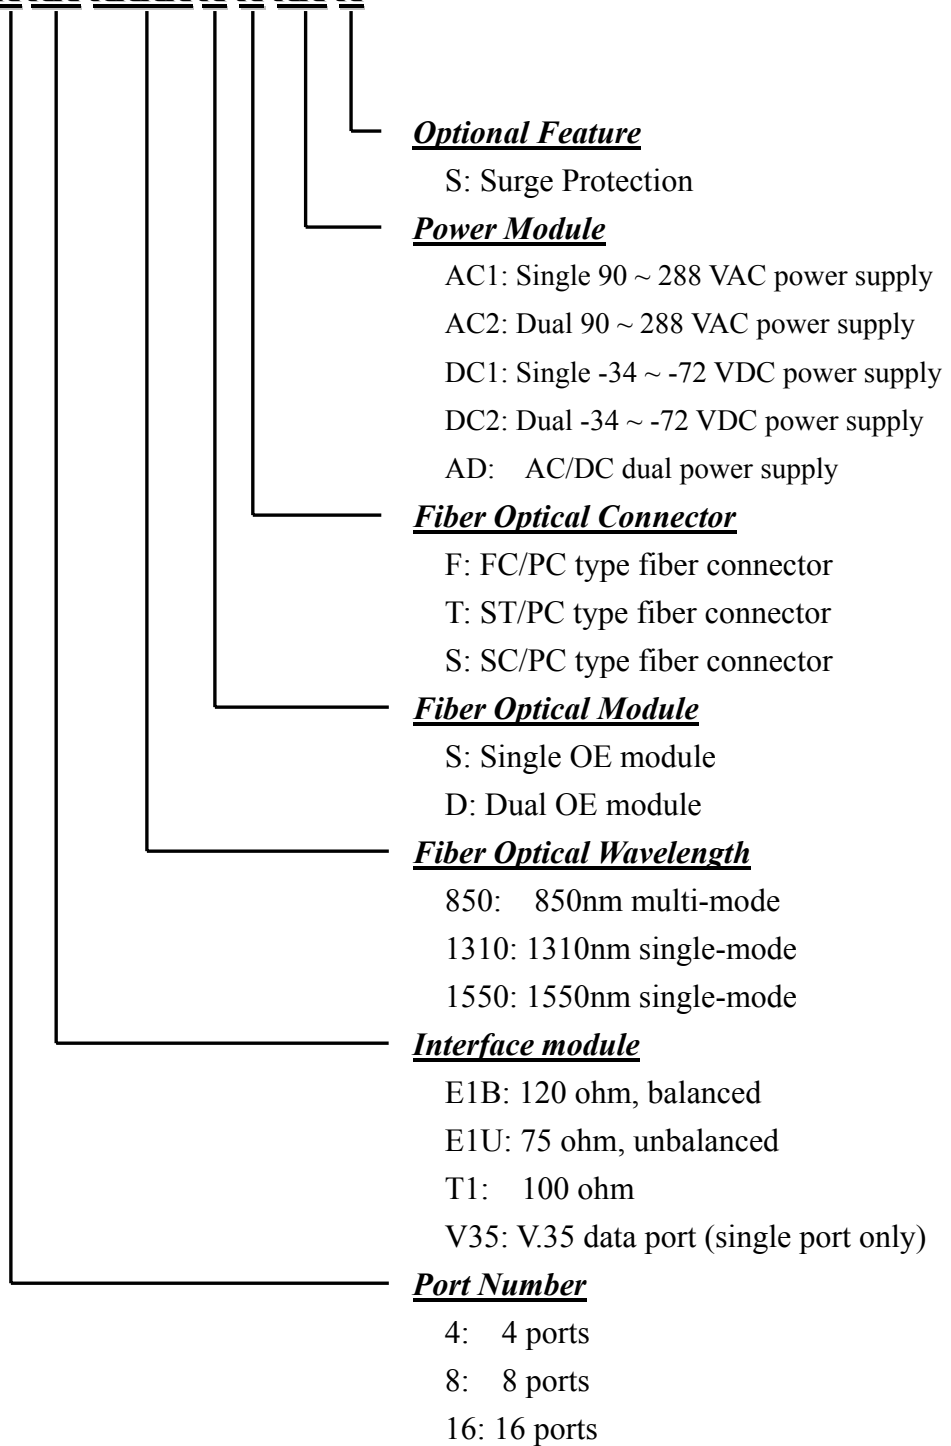 Optional Feature
S: Surge Protection
Power Module
AC1: Single 90 ~ 288 VAC power supply
AC2: Dual 90 ~ 288 VAC power supply
DC1: Single -34 ~ -72 VDC power supply
DC2: Dual -34 ~ -72 VDC power supply
AD: AC/DC dual power supply
Fiber Optical Connector
F: FC/PC type fiber connector
T: ST/PC type fiber connector
S: SC/PC type fiber connector
Fiber Optical Module
S: Single OE module
D: Dual OE module
Fiber Optical Wavelength
850: 850nm multi-mode
1310: 1310nm single-mode
1550: 1550nm single-mode
Interface module
E1B: 120 ohm, balanced
E1U: 75 ohm, unbalanced
T1: 100 ohm
V35: V.35 data port (single port only)
Port Number
4: 4 ports
8: 8 ports
16: 16 ports